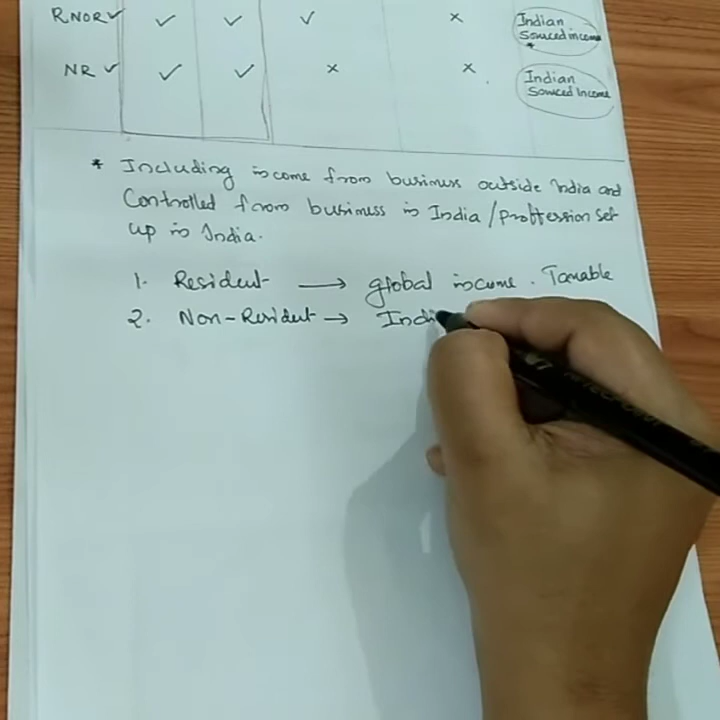 RNOR ✓ ✓ ✓ ✓ × Indian
Sourced income
*
NR ✓ ✓ ✓ × × Indian
Sourced Income
* Including income from business outside India and
Controlled from business in India / proffession set
up in India.
1. Resident → global income . Taxable
2. Non-Resident → Indi